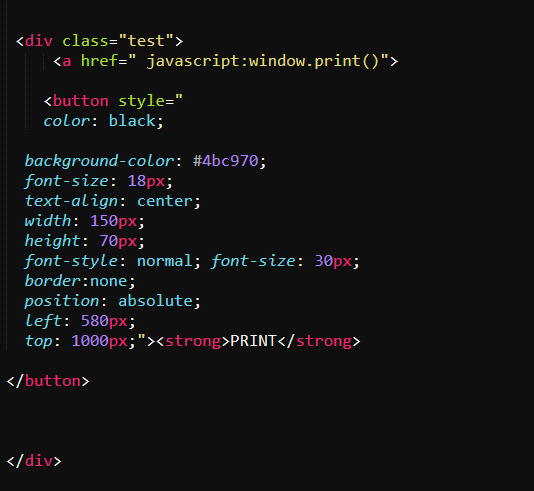 <div class="test">
<a href=" javascript:window.print()">
<button style="
color: black;
background-color: #4bc970;
font-size: 18px;
text-align: center;
width: 150px;
height: 70px;
font-style: normal; font-size: 30px;
border:none;
position: absolute;
left: 580px;
top: 1000px;"><strong>PRINT</strong>
</button>
</div>